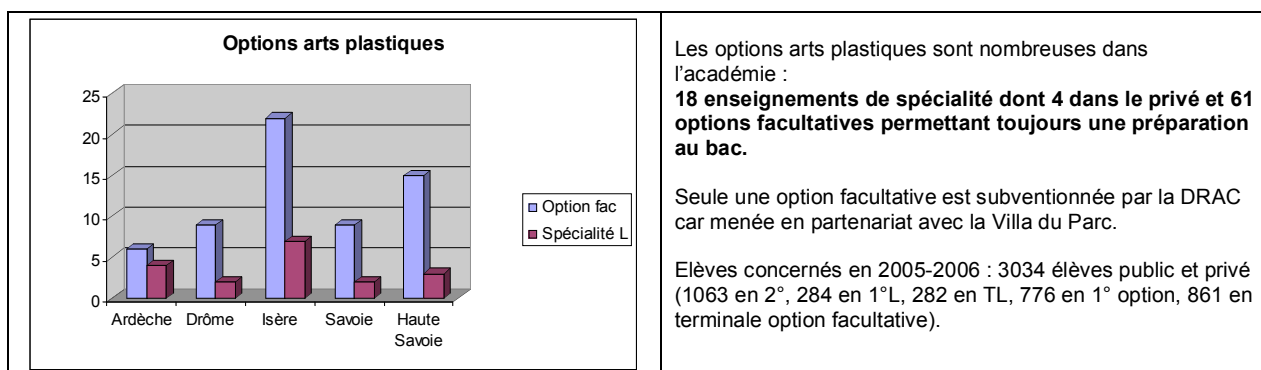 Options arts plastiques
25
20
15
10
5
0
Ardèche
Drôme
Isère
Savoie
Haute
Savoie
Option fac
Spécialité L
Les options arts plastiques sont nombreuses dans
l'académie :
18 enseignements de spécialité dont 4 dans le privé et 61
options facultatives permettant toujours une préparation
au bac.
Seule une option facultative est subventionnée par la DRAC
car menée en partenariat avec la Villa du Parc.
Elèves concernés en 2005-2006 : 3034 élèves public et privé
(1063 en 2°, 284 en 1°L, 282 en TL, 776 en 1° option, 861 en
terminale option facultative).